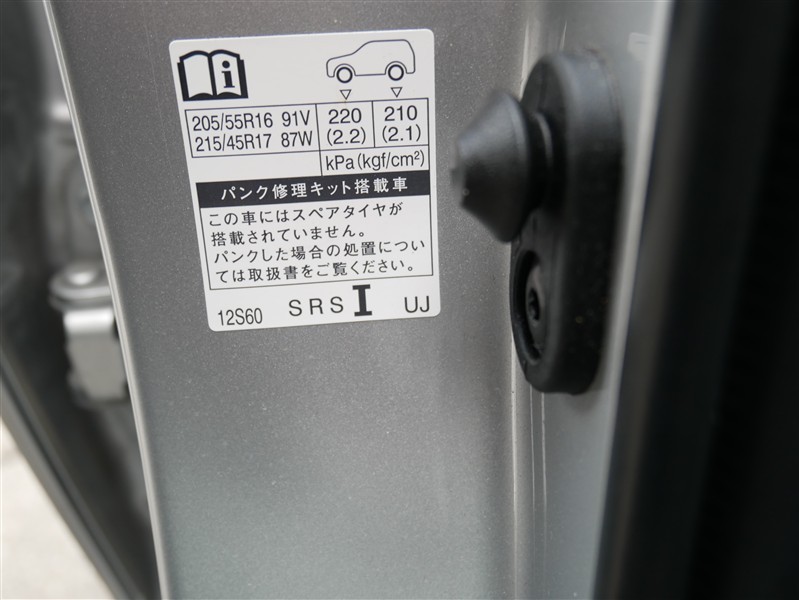 i
205/55R16 91V 220 210
215/45R17 87W (2.2) (2.1)
kPa(kgf/cm²)
パンク修理キット搭載車
この車にはスペアタイヤが
搭載されていません。
パンクした場合の処置につい
ては取扱書をご覧ください。
12S60 SRS I UJ